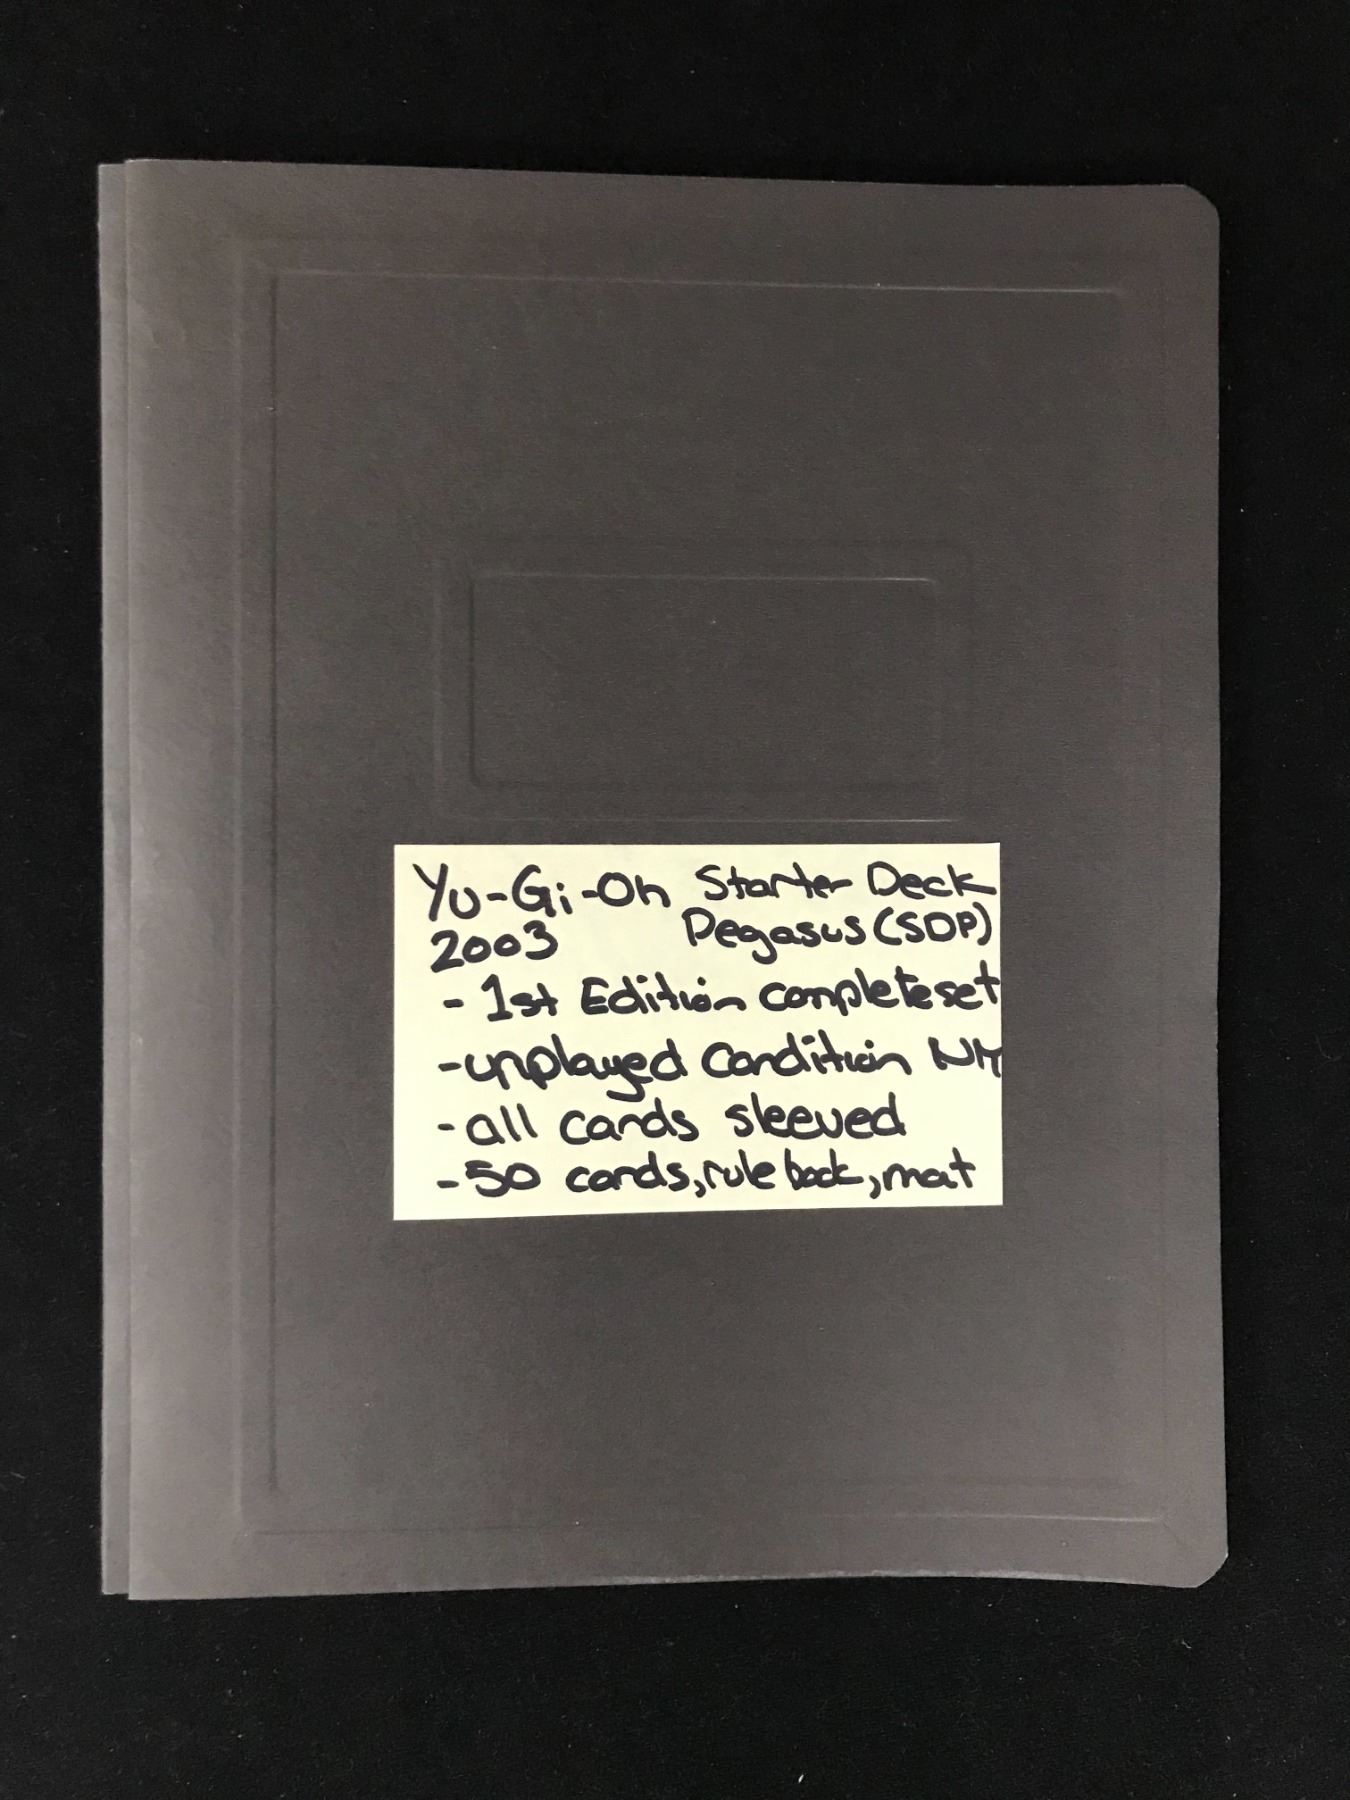 Yu-Gi-Oh Starter Deck
2003 Pegasus (SDP)
- 1st Edition complete set
- unplayed Condition NM
- all cards sleeved
- 50 cards, rule book, mat